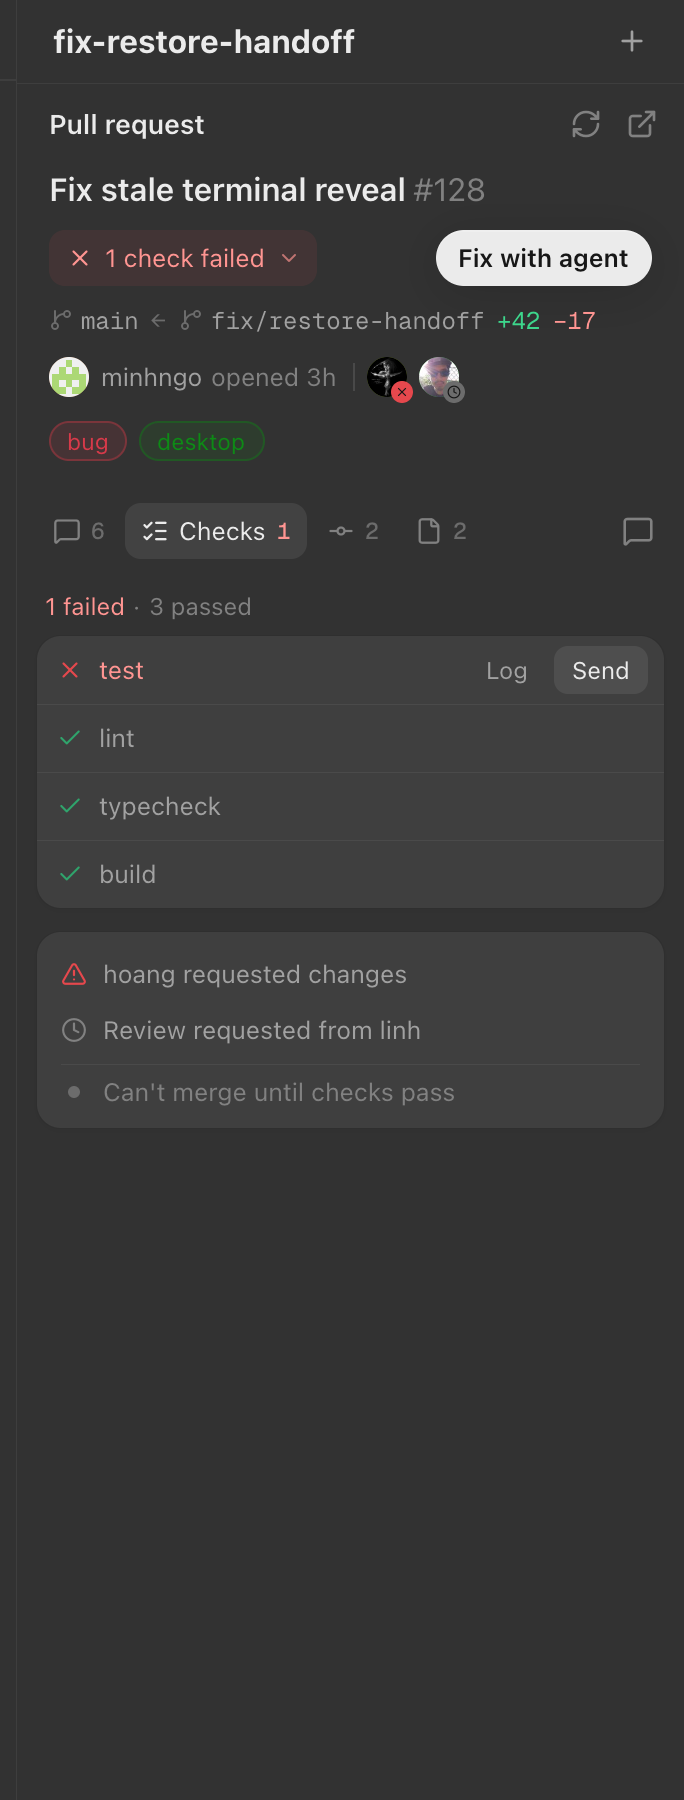 fix-restore-handoff
Pull request
Fix stale terminal reveal #128
1 check failed
Fix with agent
main ← fix/restore-handoff +42 −17
minhngo opened 3h
bug desktop
6 Checks 1 2 2
1 failed · 3 passed
test Log Send
lint
typecheck
build
hoang requested changes
Review requested from linh
Can't merge until checks pass